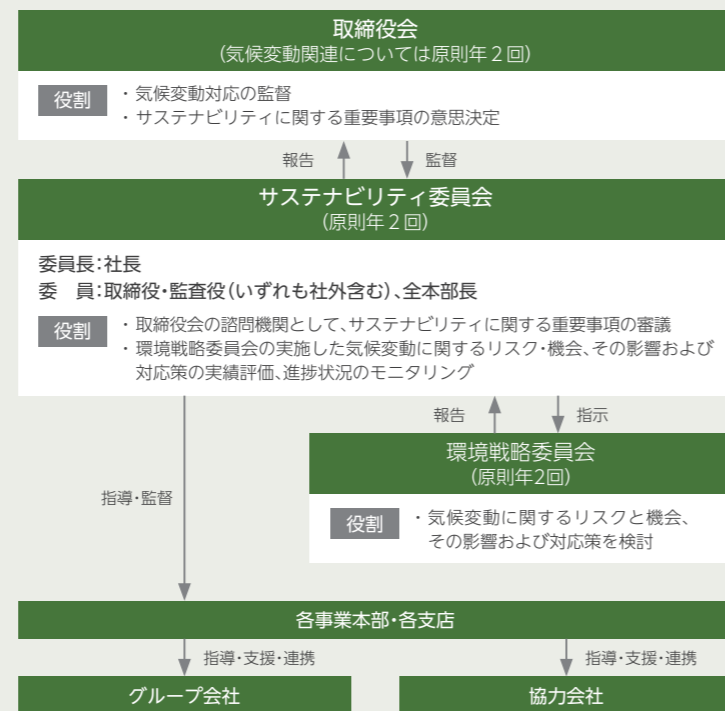 取締役会
(気候変動関連については原則年2回)
役割
・気候変動対応の監督
・サステナビリティに関する重要事項の意思決定
報告
監督
サステナビリティ委員会
(原則年2回)
委員長:社長
委　員:取締役・監査役(いずれも社外含む)、全本部長
役割
・取締役会の諮問機関として、サステナビリティに関する重要事項の審議
・環境戦略委員会の実施した気候変動に関するリスク・機会、その影響および
対応策の実績評価、進捗状況のモニタリング
報告
指示
環境戦略委員会
(原則年2回)
役割
・気候変動に関するリスクと機会、
その影響および対応策を検討
指導・監督
各事業本部・各支店
指導・支援・連携
指導・支援・連携
グループ会社
協力会社